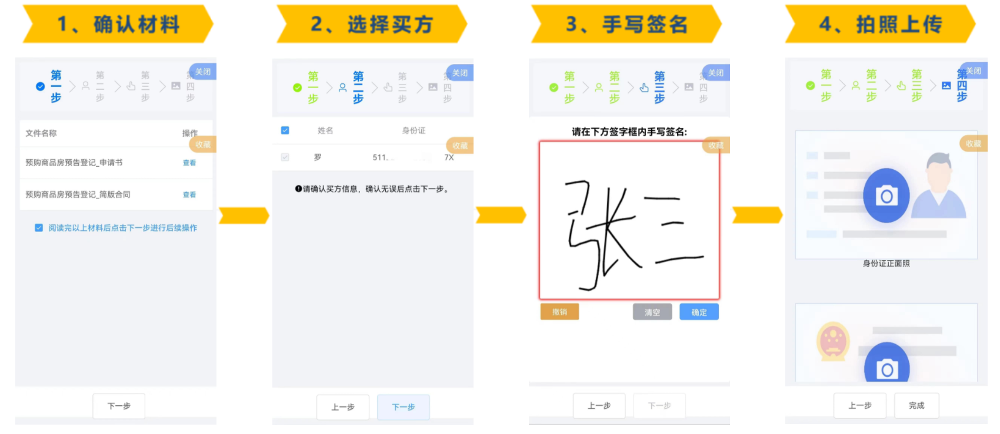 1、确认材料
第一步
第二步
第三步
第四步
关闭
文件名称 操作
收藏
预购商品房预告登记_申请书 查看
预购商品房预告登记_简版合同 查看
阅读完以上材料后点击下一步进行后续操作
下一步
2、选择买方
第一步
第二步
第三步
第四步
关闭
姓名 身份证
收藏
罗 511 7X
请确认买方信息，确认无误后点击下一步。
上一步 下一步
3、手写签名
第一步
第二步
第三步
第四步
关闭
请在下方签字框内手写签名:
收藏
张三
撤销 清空 确定
上一步 下一步
4、拍照上传
第一步
第二步
第三步
第四步
关闭
收藏
身份证正面照
上一步 完成